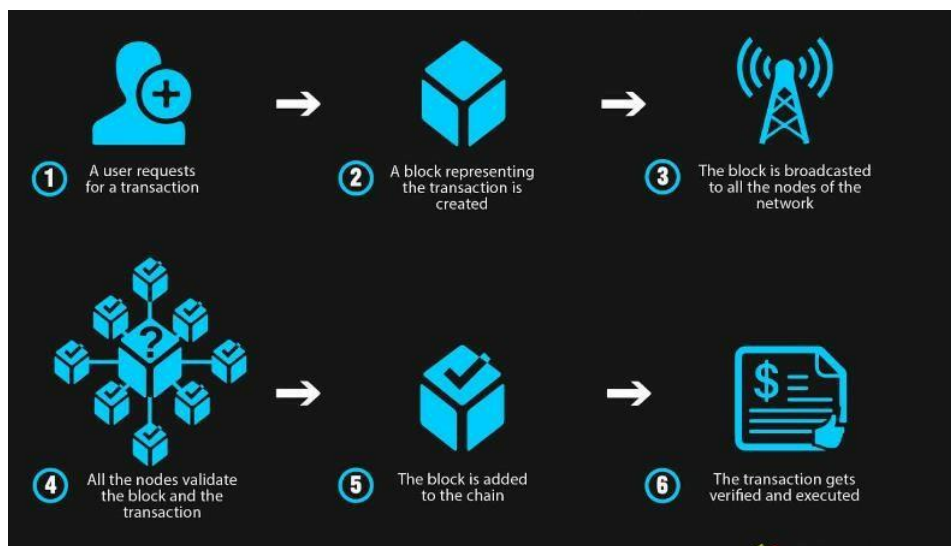 1
A user requests
for a transaction
2
A block representing
the transaction is
created
3
The block is broadcasted
to all the nodes of the
network
?
4
All the nodes validate
the block and the
transaction
5
The block is added
to the chain
$
6
The transaction gets
verified and executed